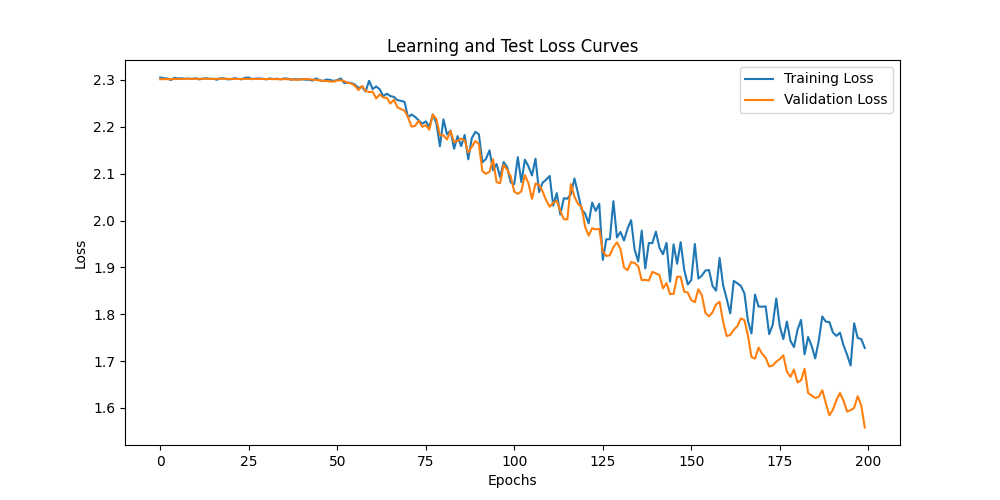 Learning and Test Loss Curves
Training Loss
Validation Loss
2.3
2.2
2.1
2.0
1.9
1.8
1.7
1.6
Loss
0 25 50 75 100 125 150 175 200
Epochs